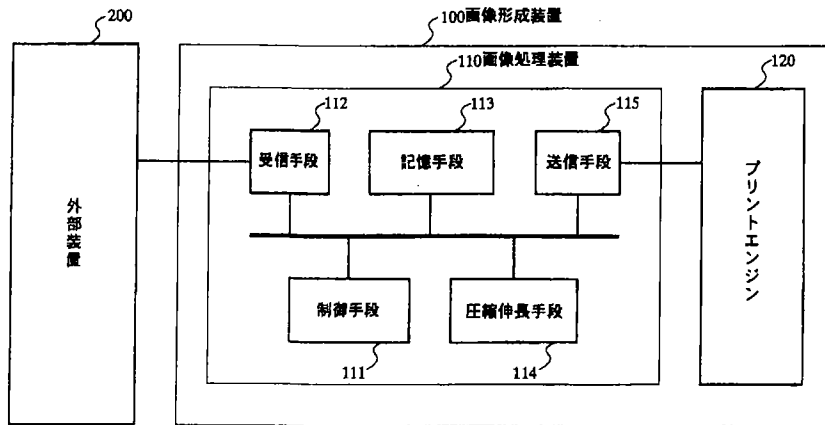 200
100画像形成装置
110画像処理装置
120
112
113
115
受信手段
記憶手段
送信手段
外部装置
プリントエンジン
制御手段
圧縮伸長手段
111
114